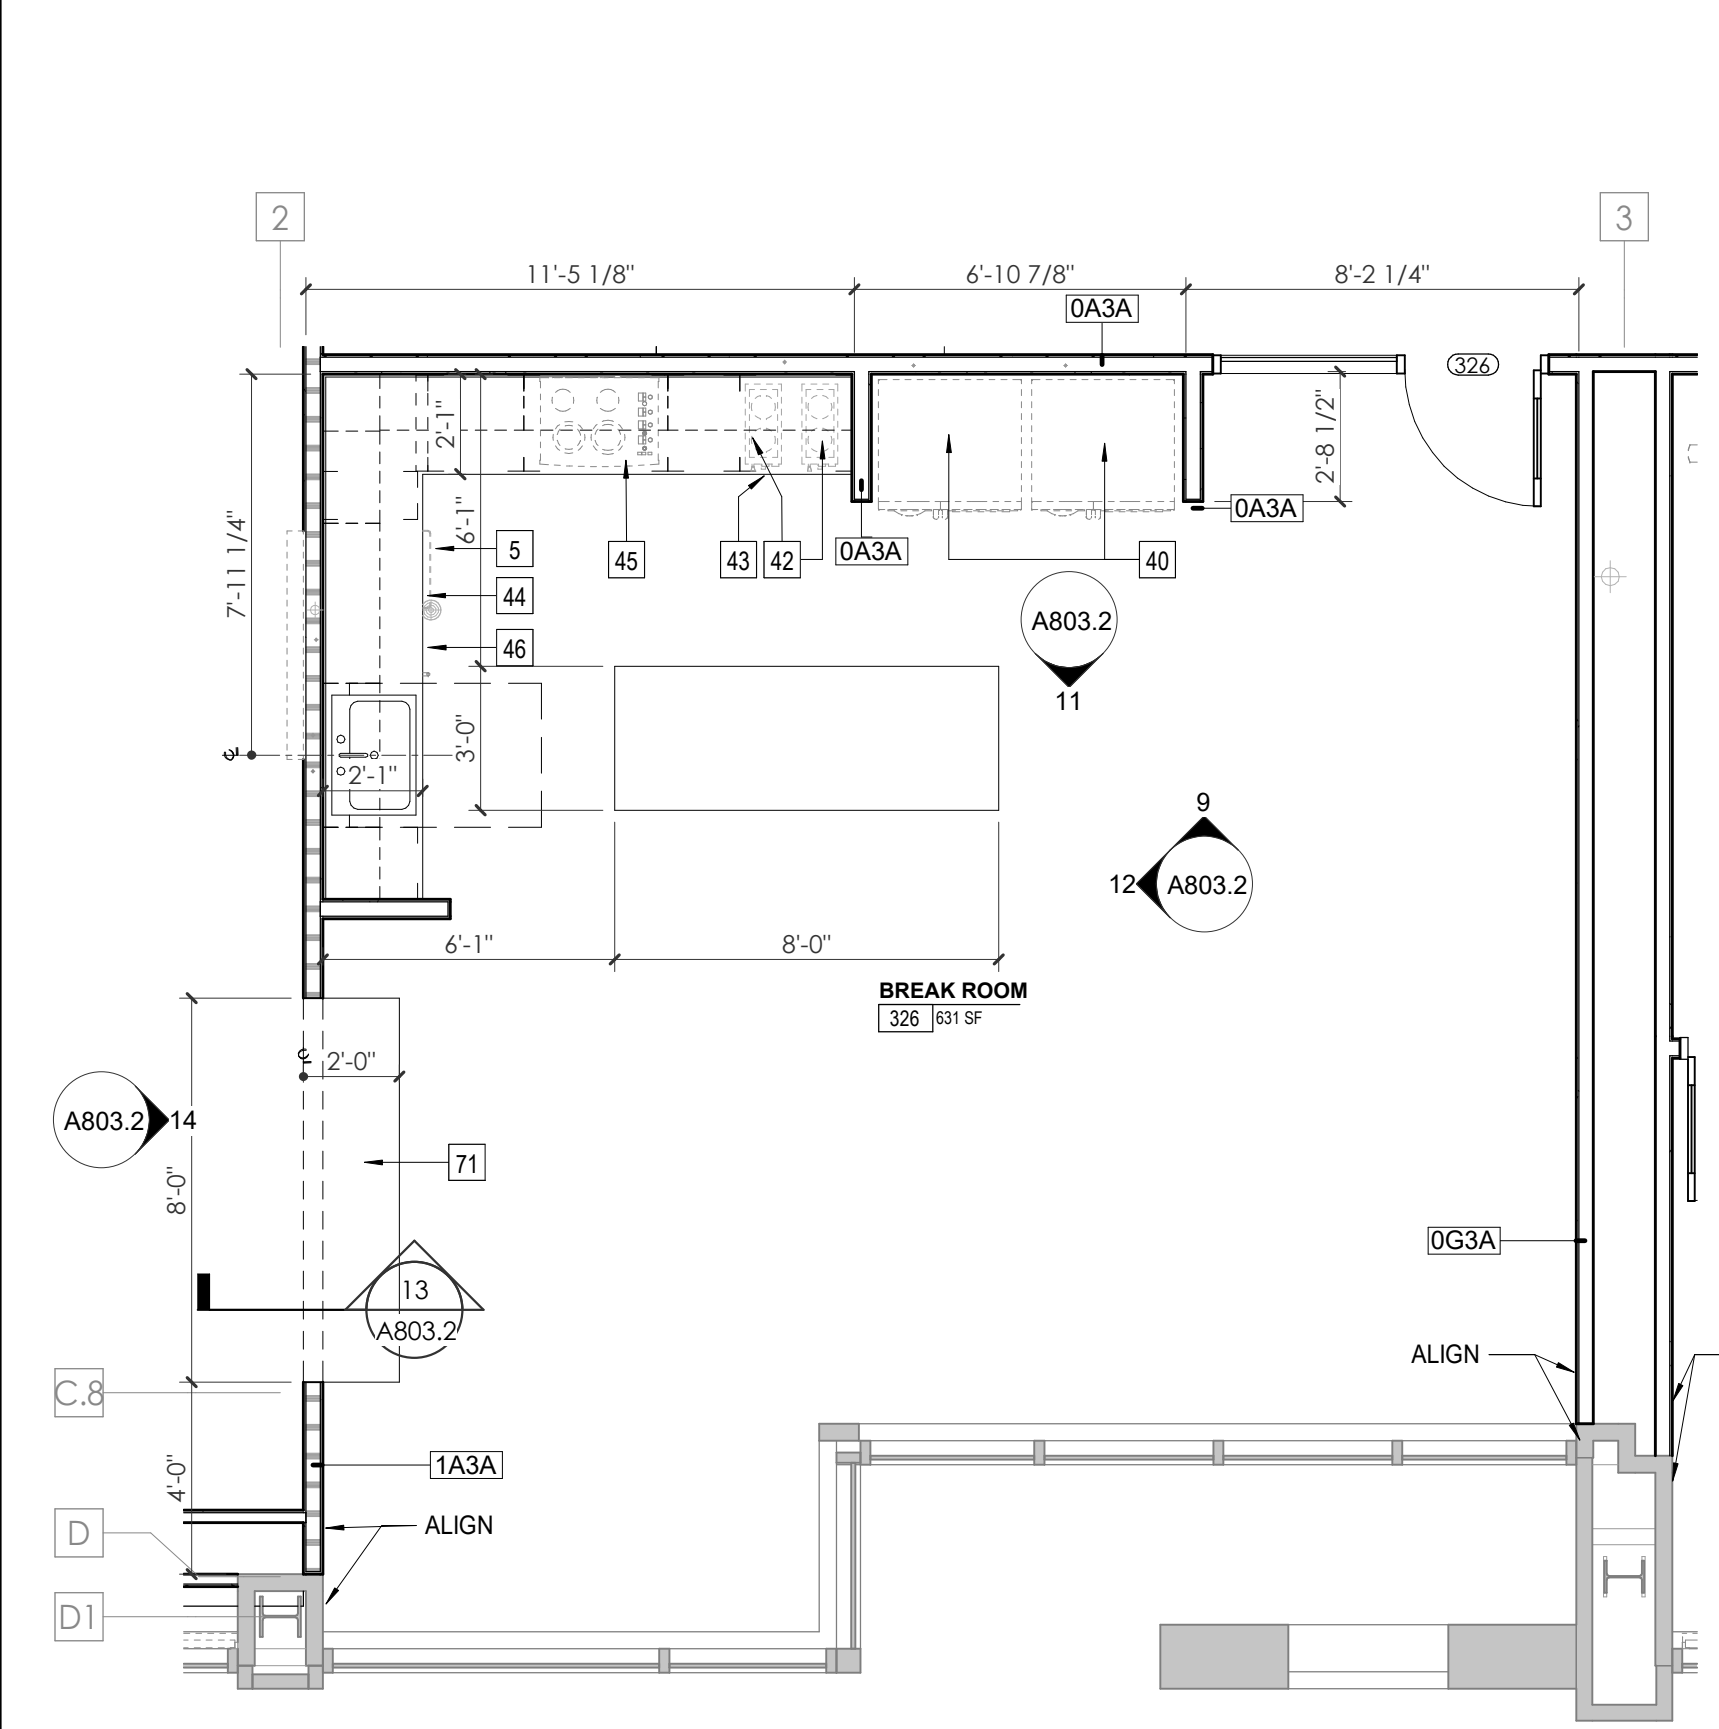 2
3
11'-5 1/8"
6'-10 7/8"
8'-2 1/4"
0A3A
326
2'-1"
2'-8 1/2"
6'-1"
7'-11 1/4"
0A3A
0A3A
5
45
43
42
40
44
46
A803.2
11
3'-0"
2'-1"
9
12
A803.2
6'-1"
8'-0"
BREAK ROOM
326
631 SF
2'-0"
A803.2
14
71
8'-0"
0G3A
13
A803.2
ALIGN
C.8
1A3A
4'-0"
ALIGN
D
D1